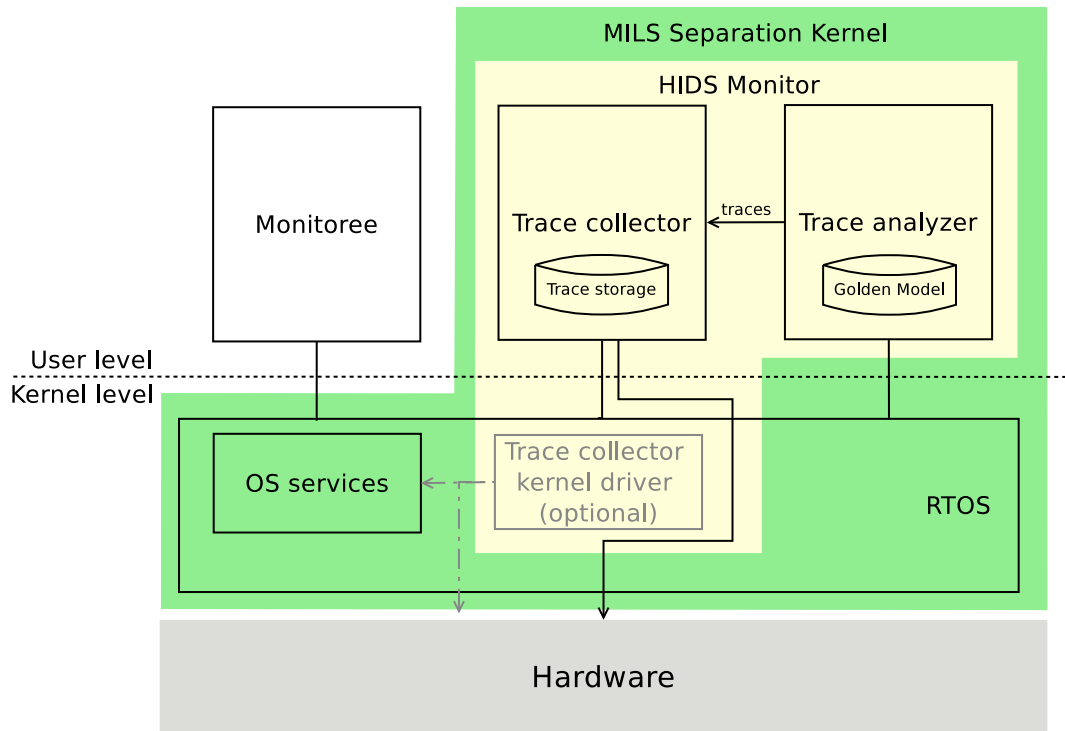 MILS Separation Kernel
HIDS Monitor
Monitoree
Trace collector
traces
Trace analyzer
Trace storage
Golden Model
User level
Kernel level
OS services
Trace collector
kernel driver
(optional)
RTOS
Hardware